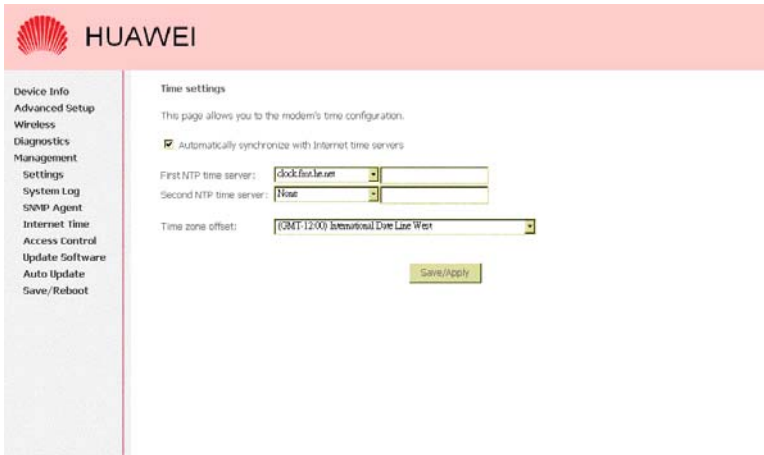 HUAWEI
Device Info
Advanced Setup
Wireless
Diagnostics
Management
Settings
System Log
SNMP Agent
Internet Time
Access Control
Update Software
Auto Update
Save/Reboot
Time settings
This page allows you to the modem's time configuration.
Automatically synchronize with Internet time servers
First NTP time server: clock.fmt.he.net
Second NTP time server: None
Time zone offset: (GMT-12:00) International Date Line West
Save/Apply